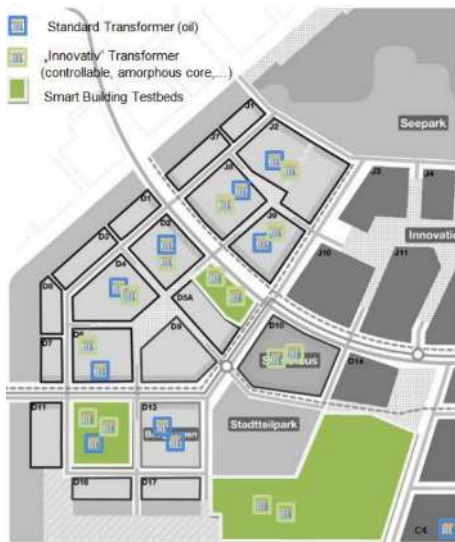 Standard Transformer (oil)
„Innovativ“ Transformer
(controllable, amorphous core,...)
Smart Building Testbeds
J1
J2
J7
Seepark
J8
J3
J4
D1
J9
D2
Innovatio
D3
J10
J11
D4
D5A
D8
D9
D10
D7
D14
D11
D13
Stadtteilpark
D16
D17
C4